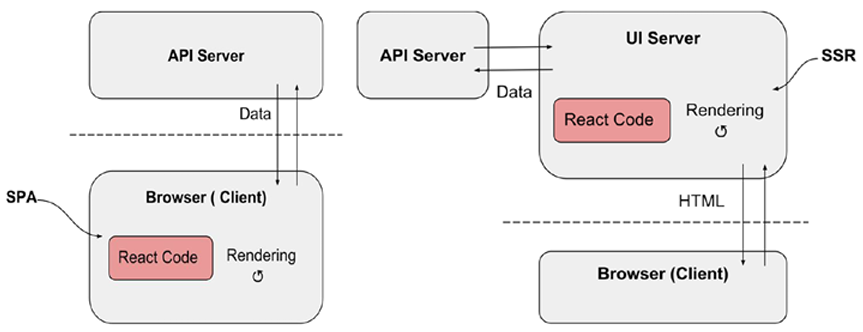 API Server
Data
SPA
Browser ( Client)
React Code
Rendering
API Server
Data
UI Server
SSR
React Code
Rendering
HTML
Browser (Client)